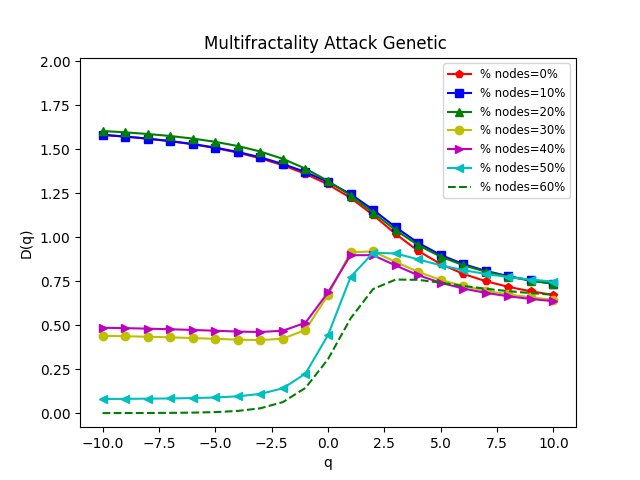 Multifractality Attack Genetic
% nodes=0%
% nodes=10%
% nodes=20%
% nodes=30%
% nodes=40%
% nodes=50%
% nodes=60%
2.00
1.75
1.50
1.25
1.00
0.75
0.50
0.25
0.00
D(q)
−10.0 −7.5 −5.0 −2.5 0.0 2.5 5.0 7.5 10.0
q